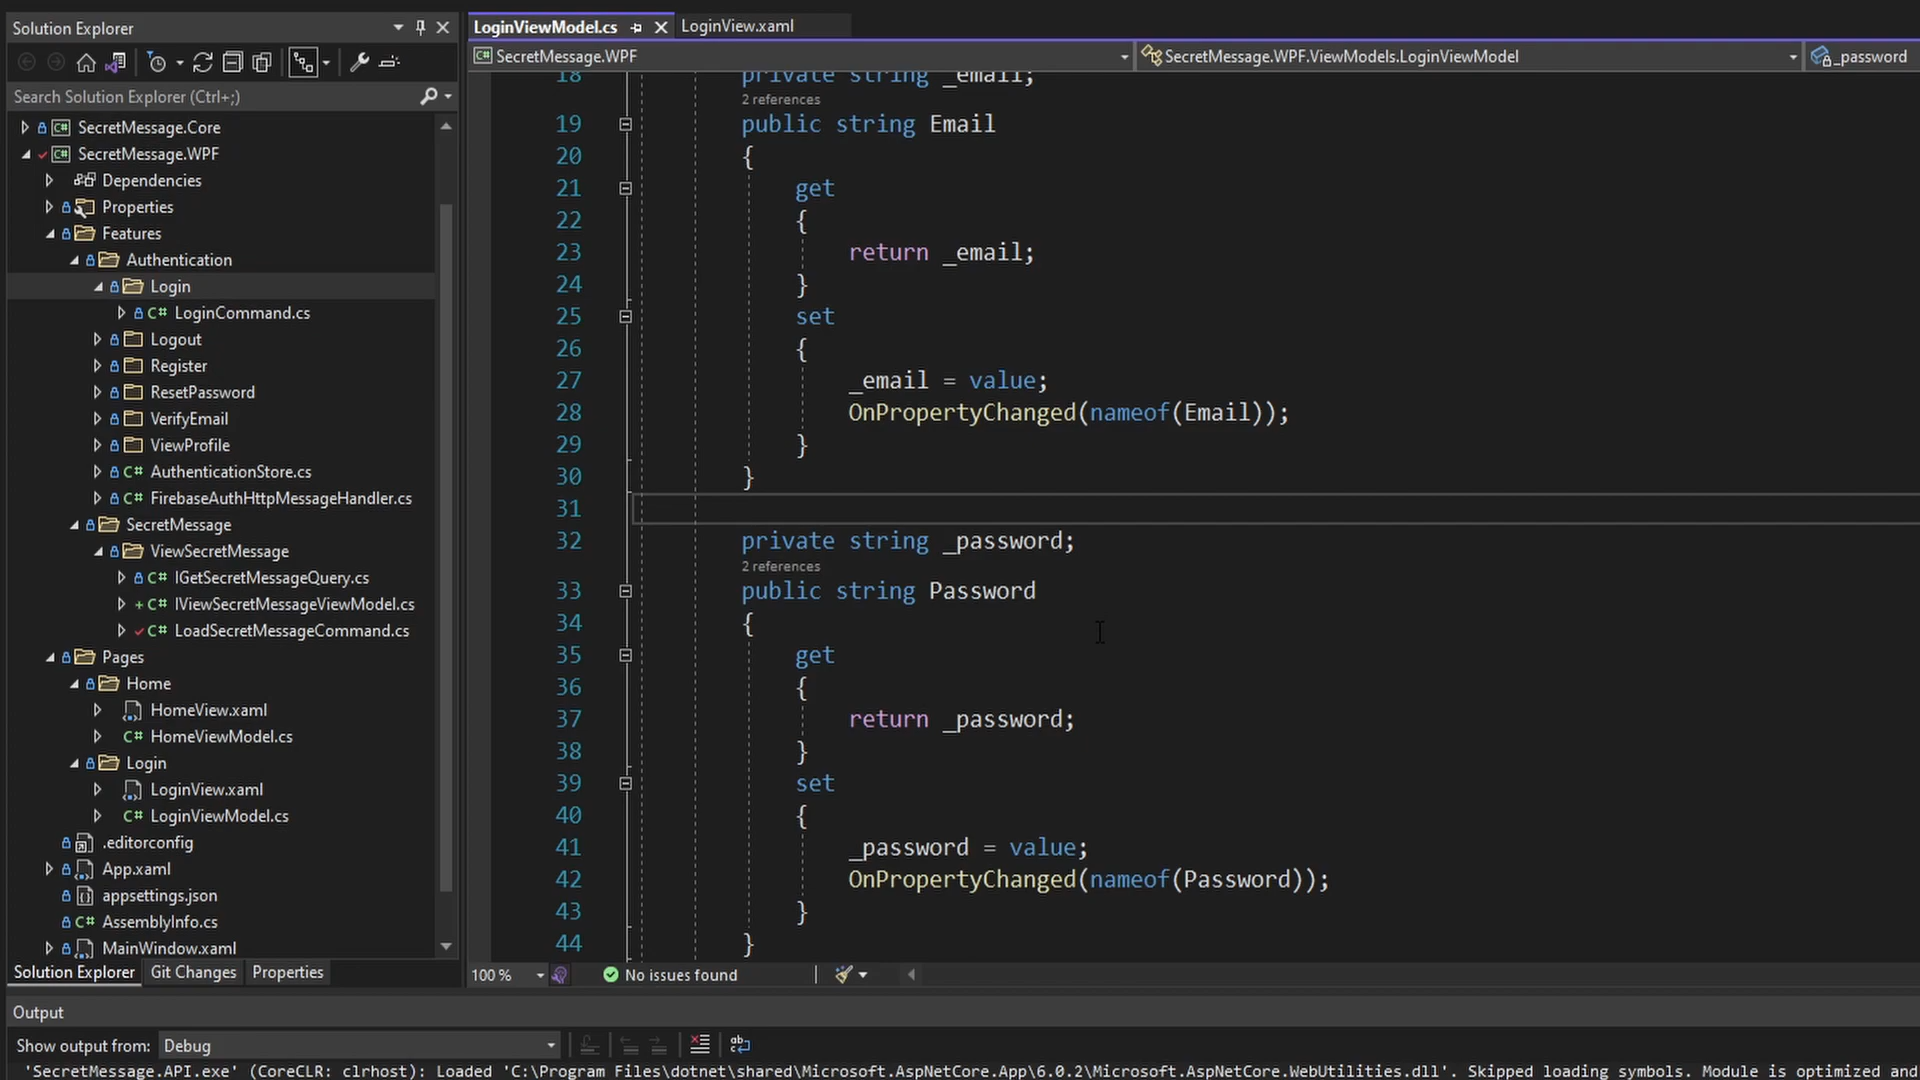 Solution Explorer
Search Solution Explorer (Ctrl+;)
SecretMessage.Core
SecretMessage.WPF
Dependencies
Properties
Features
Authentication
Login
C# LoginCommand.cs
Logout
Register
ResetPassword
VerifyEmail
ViewProfile
C# AuthenticationStore.cs
C# FirebaseAuthHttpMessageHandler.cs
SecretMessage
ViewSecretMessage
C# IGetSecretMessageQuery.cs
C# IViewSecretMessageViewModel.cs
C# LoadSecretMessageCommand.cs
Pages
Home
HomeView.xaml
C# HomeViewModel.cs
Login
LoginView.xaml
C# LoginViewModel.cs
.editorconfig
App.xaml
appsettings.json
C# AssemblyInfo.cs
MainWindow.xaml
Solution Explorer Git Changes Properties
LoginViewModel.cs LoginView.xaml
SecretMessage.WPF SecretMessage.WPF.ViewModels.LoginViewModel _password
18 private string _email;
2 references
19 public string Email
20 {
21 get
22 {
23 return _email;
24 }
25 set
26 {
27 _email = value;
28 OnPropertyChanged(nameof(Email));
29 }
30 }
31
32 private string _password;
2 references
33 public string Password
34 {
35 get
36 {
37 return _password;
38 }
39 set
40 {
41 _password = value;
42 OnPropertyChanged(nameof(Password));
43 }
44 }
100 % No issues found
Output
Show output from: Debug
'SecretMessage.API.exe' (CoreCLR: clrhost): Loaded 'C:\Program Files\dotnet\shared\Microsoft.AspNetCore.App\6.0.2\Microsoft.AspNetCore.WebUtilities.dll'. Skipped loading symbols. Module is optimized and